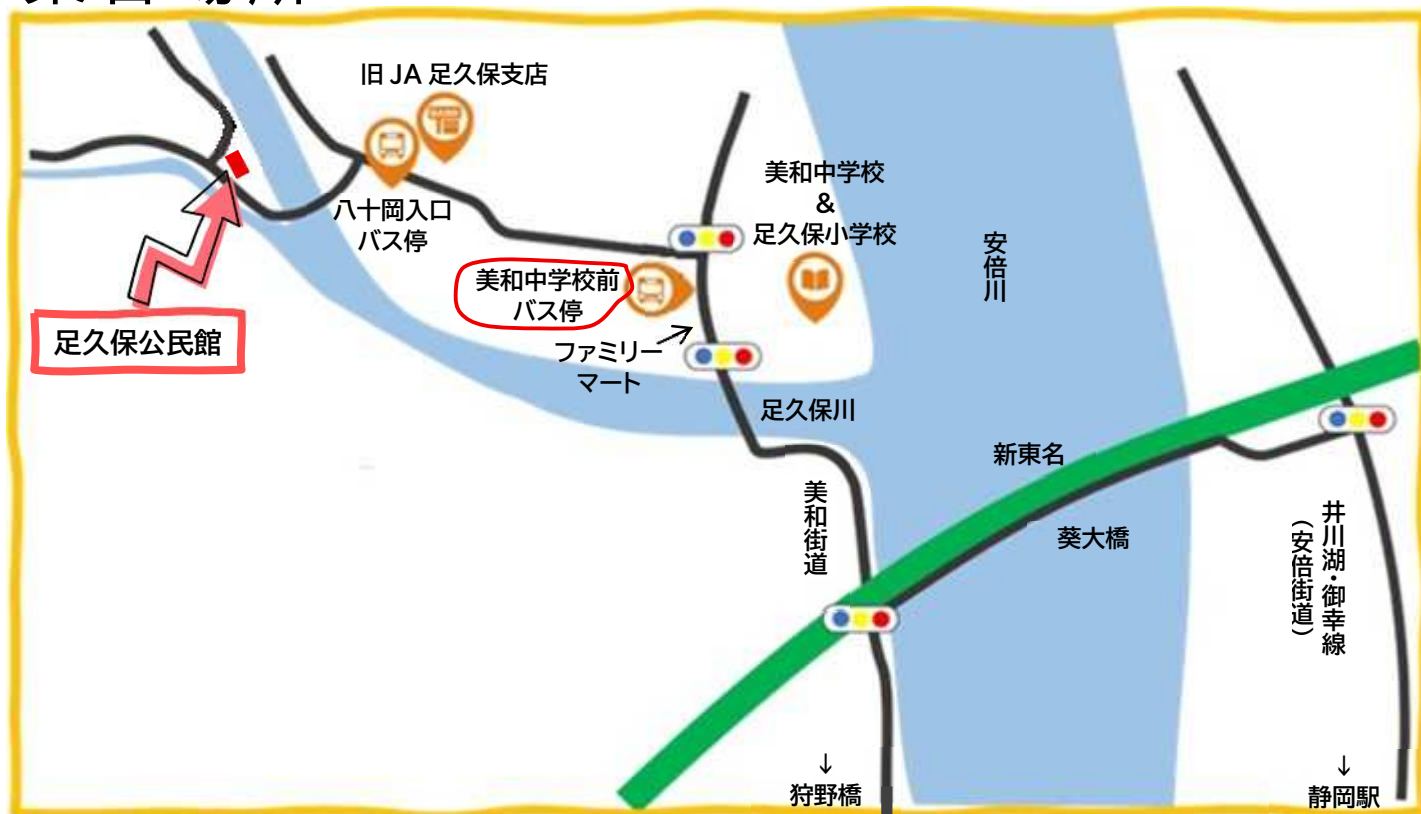 旧 JA 足久保支店
八十岡入口
バス停
美和中学校
&
足久保小学校
安倍川
美和中学校前
バス停
足久保公民館
ファミリー
マート
足久保川
新東名
美和街道
葵大橋
井川湖・御幸線
(安倍街道)
↓
狩野橋
↓
静岡駅